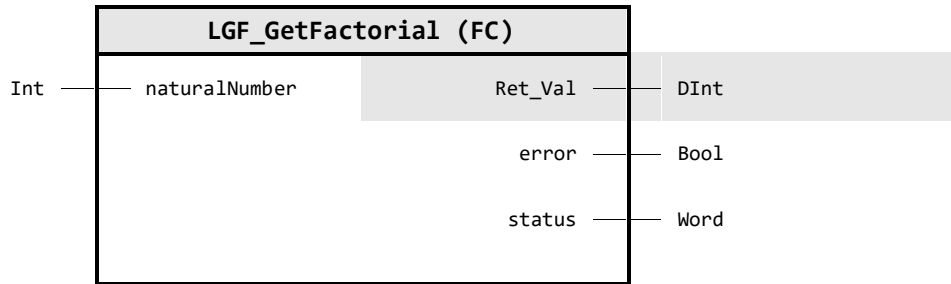 LGF_GetFactorial (FC)
Int naturalNumber Ret_Val DInt
error Bool
status Word